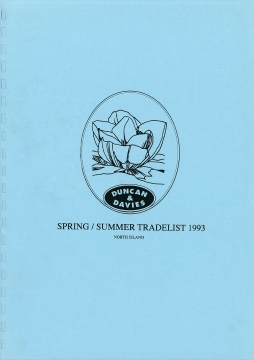 DUNCAN
&
DAVIES
SPRING / SUMMER TRADELIST 1993
NORTH ISLAND